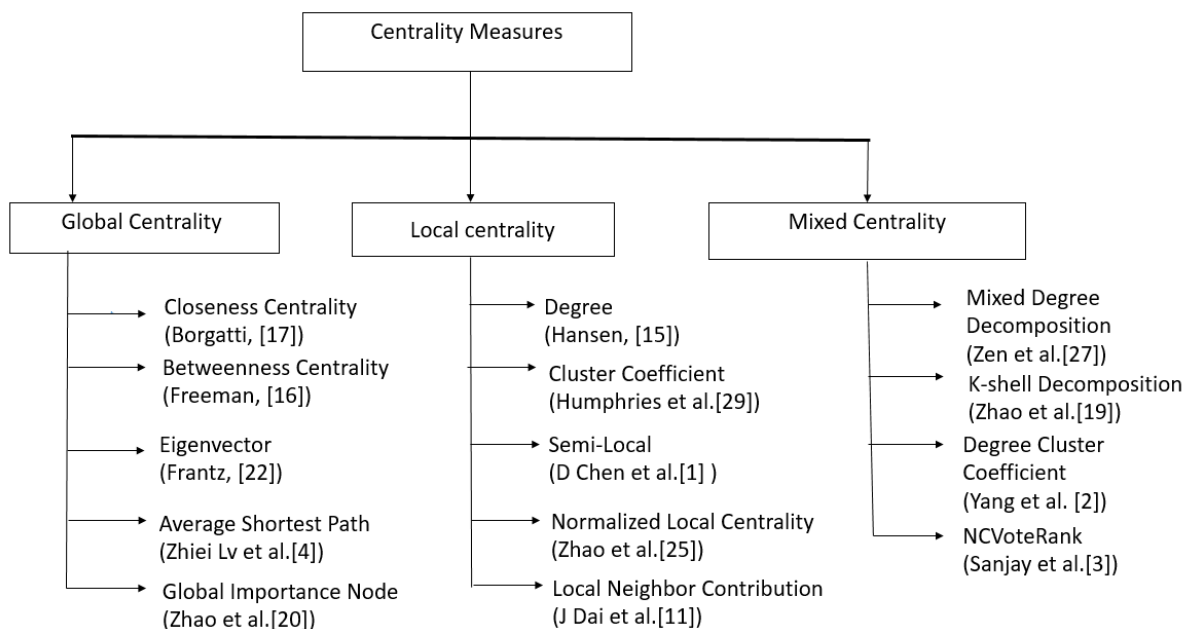 Centrality Measures
Global Centrality
Closeness Centrality
(Borgatti, [17])
Betweenness Centrality
(Freeman, [16])
Eigenvector
(Frantz, [22])
Average Shortest Path
(Zhiei Lv et al.[4])
Global Importance Node
(Zhao et al.[20])
Local centrality
Degree
(Hansen, [15])
Cluster Coefficient
(Humphries et al.[29])
Semi-Local
(D Chen et al.[1] )
Normalized Local Centrality
(Zhao et al.[25])
Local Neighbor Contribution
(J Dai et al.[11])
Mixed Centrality
Mixed Degree
Decomposition
(Zen et al.[27])
K-shell Decomposition
(Zhao et al.[19])
Degree Cluster
Coefficient
(Yang et al. [2])
NCVoteRank
(Sanjay et al.[3])